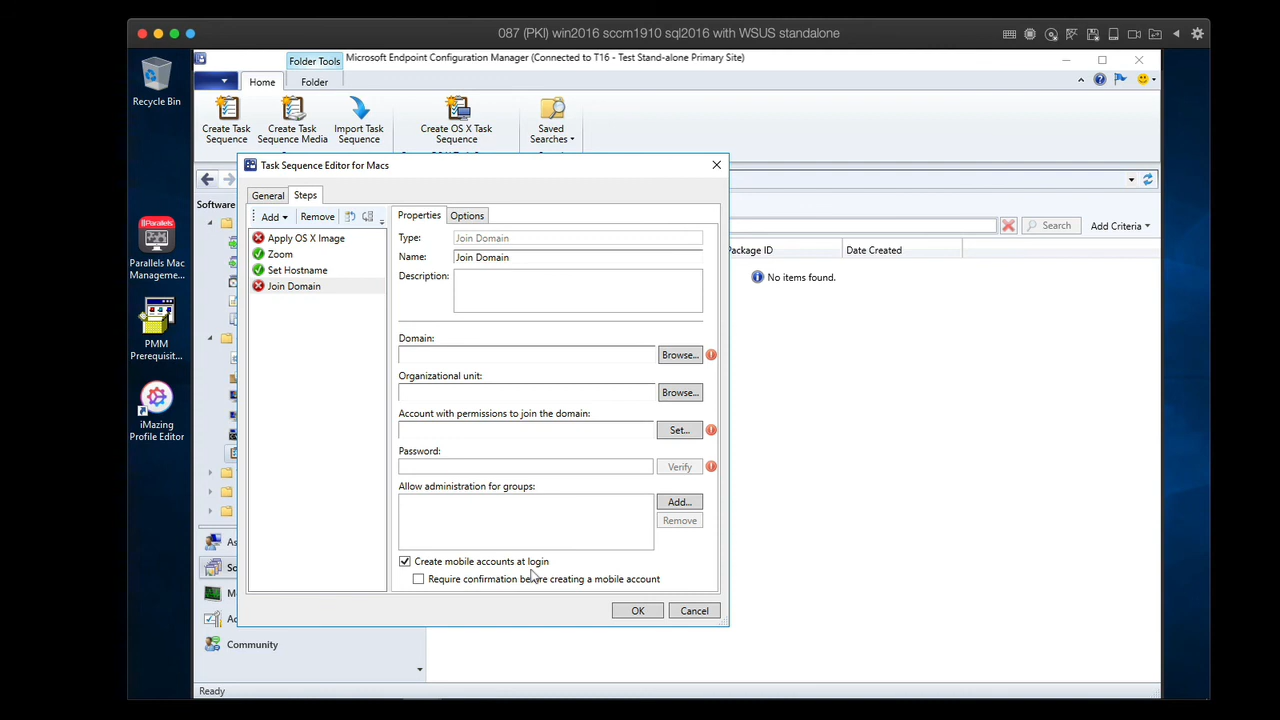 087 (PKI) win2016 sccm1910 sql2016 with WSUS standalone
Recycle Bin
Parallels
Parallels Mac
Manageme...
PMM
Prerequisit...
iMazing
Profile Editor
Folder Tools
Microsoft Endpoint Configuration Manager (Connected to T16 - Test Stand-alone Primary Site)
Home
Folder
Create Task
Sequence
Create Task
Sequence Media
Import Task
Sequence
Create OS X Task
Sequence
Saved
Searches
Softwar
Search
Add Criteria
Package ID
Date Created
No items found.
As
So
M
Ad
Community
Ready
Task Sequence Editor for Macs
General
Steps
Add
Remove
Apply OS X Image
Zoom
Set Hostname
Join Domain
Properties
Options
Type:
Join Domain
Name:
Join Domain
Description:
Domain:
Browse...
Organizational unit:
Browse...
Account with permissions to join the domain:
Set...
Password:
Verify
Allow administration for groups:
Add...
Remove
Create mobile accounts at login
Require confirmation before creating a mobile account
OK
Cancel